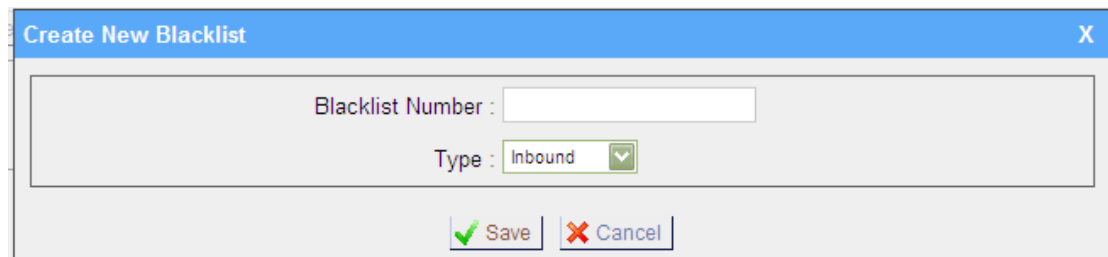 Create New Blacklist X
Blacklist Number :
Type : Inbound
Save Cancel